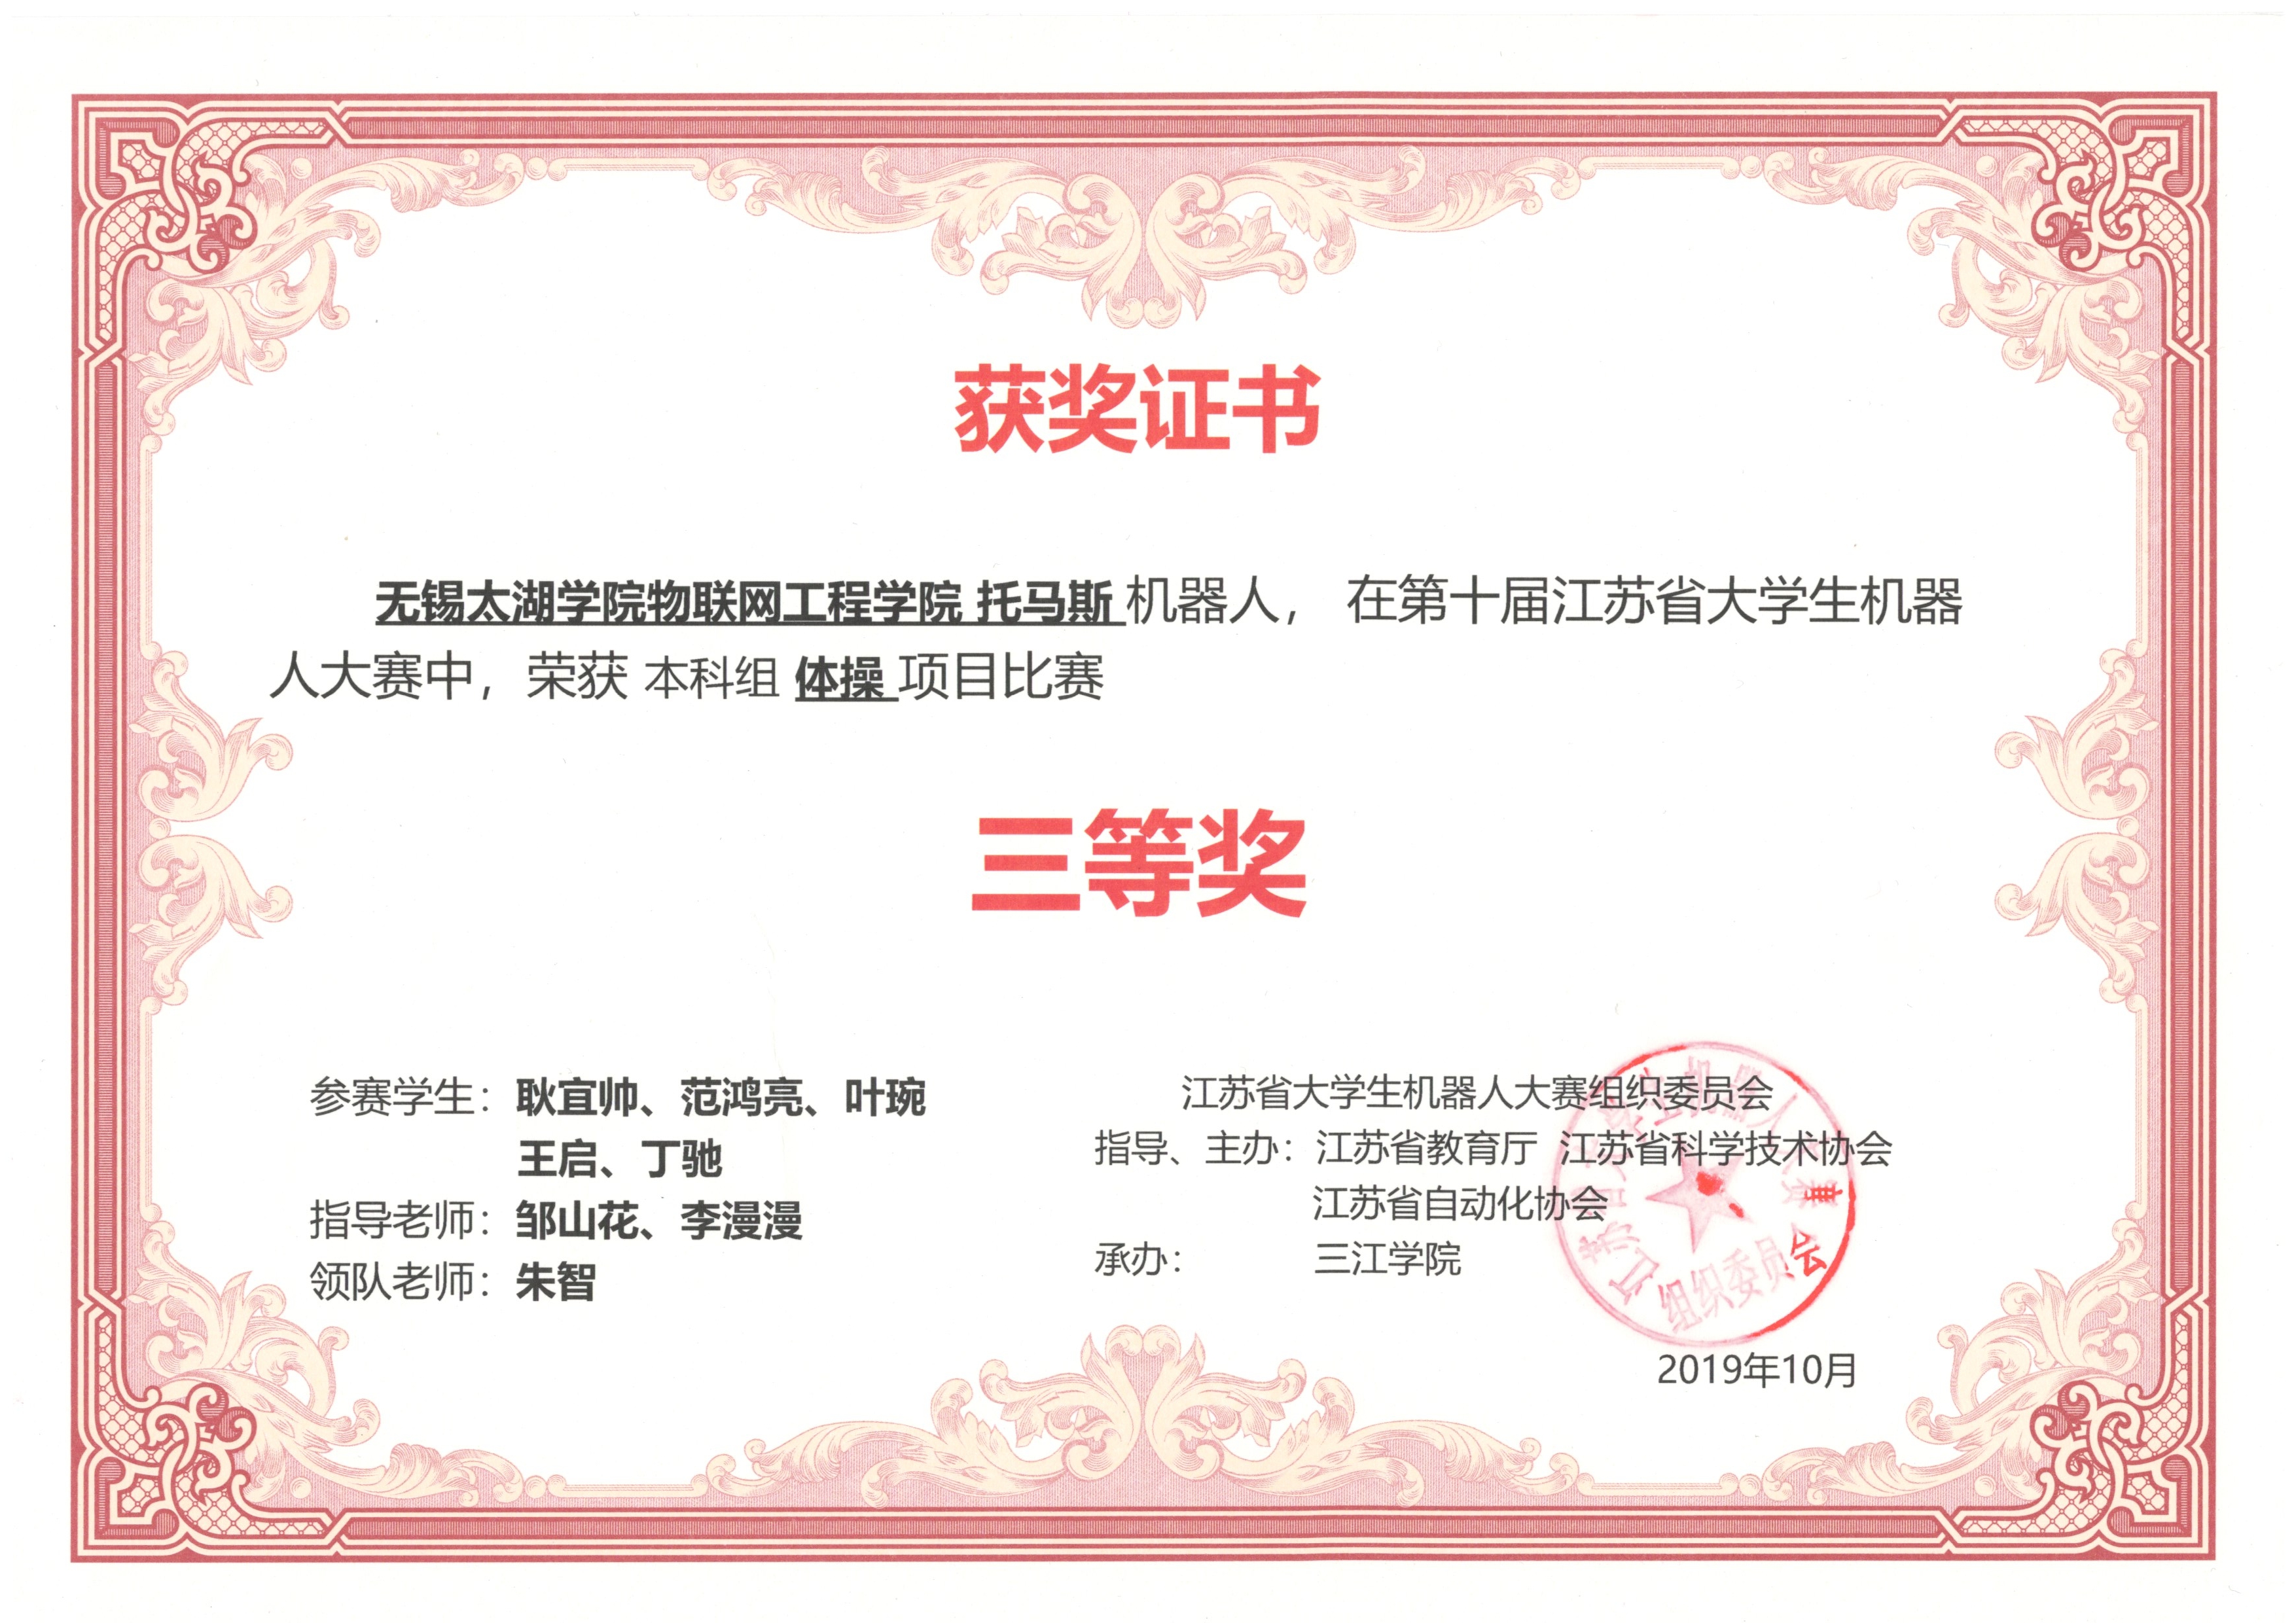 获奖证书
无锡太湖学院物联网工程学院 托马斯 机器人， 在第十届江苏省大学生机器
人大赛中，荣获 本科组 体操 项目比赛
三等奖
参赛学生：耿宜帅、范鸿亮、叶琬
王启、丁驰
指导老师：邹山花、李漫漫
领队老师：朱智
江苏省大学生机器人大赛组织委员会
指导、主办：江苏省教育厅 江苏省科学技术协会
江苏省自动化协会
承办： 三江学院
江苏省大学生机器人大赛
组织委员会
2019年10月